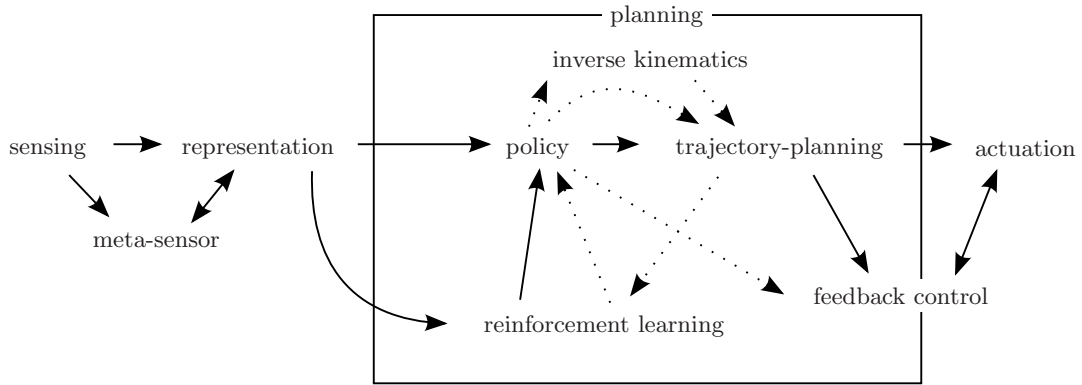 planning
inverse kinematics
sensing
representation
policy
trajectory-planning
actuation
meta-sensor
feedback control
reinforcement learning